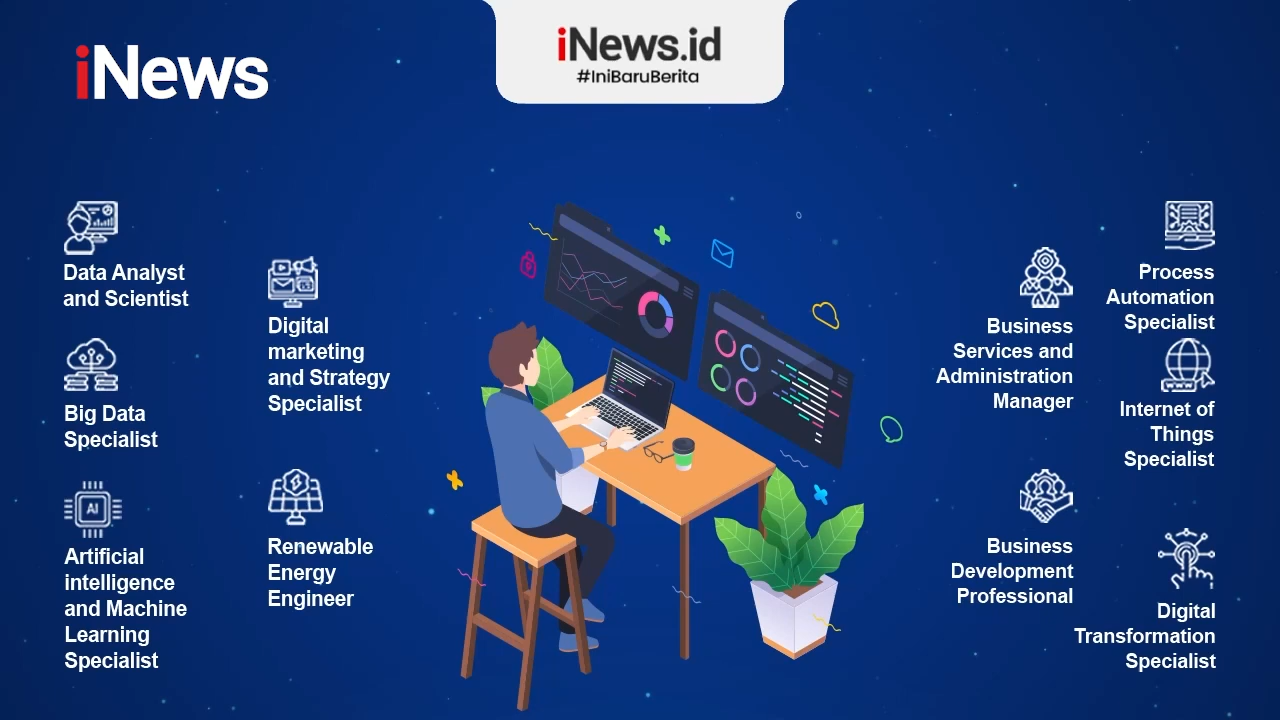 iNews
iNews.id
#IniBaruBerita
Data Analyst
and Scientist
Big Data
Specialist
AI
Artificial
intelligence
and Machine
Learning
Specialist
Digital
marketing
and Strategy
Specialist
Renewable
Energy
Engineer
Business
Services and
Administration
Manager
Business
Development
Professional
Process
Automation
Specialist
WWW
Internet of
Things
Specialist
Digital
Transformation
Specialist